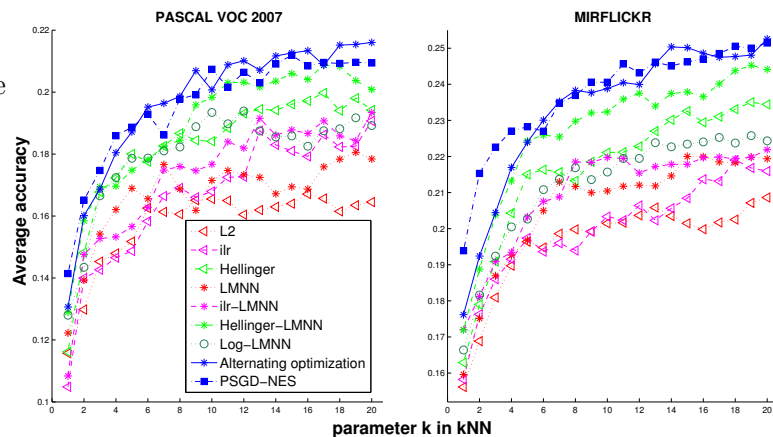 PASCAL VOC 2007
MIRFLICKR
e
Average accuracy
0.22
0.2
0.18
0.16
0.14
0.12
0.1
0 2 4 6 8 10 12 14 16 18 20
L2
ilr
Hellinger
LMNN
ilr-LMNN
Hellinger-LMNN
Log-LMNN
Alternating optimization
PSGD-NES
0.25
0.24
0.23
0.22
0.21
0.2
0.19
0.18
0.17
0.16
0 2 4 6 8 10 12 14 16 18 20
parameter k in kNN